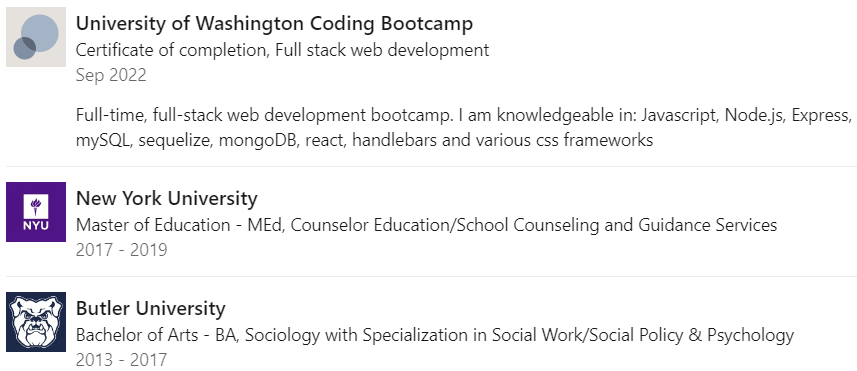 University of Washington Coding Bootcamp
Certificate of completion, Full stack web development
Sep 2022
Full-time, full-stack web development bootcamp. I am knowledgeable in: Javascript, Node.js, Express,
mySQL, sequelize, mongoDB, react, handlebars and various css frameworks
NYU
New York University
Master of Education - MEd, Counselor Education/School Counseling and Guidance Services
2017 - 2019
Butler University
Bachelor of Arts - BA, Sociology with Specialization in Social Work/Social Policy & Psychology
2013 - 2017